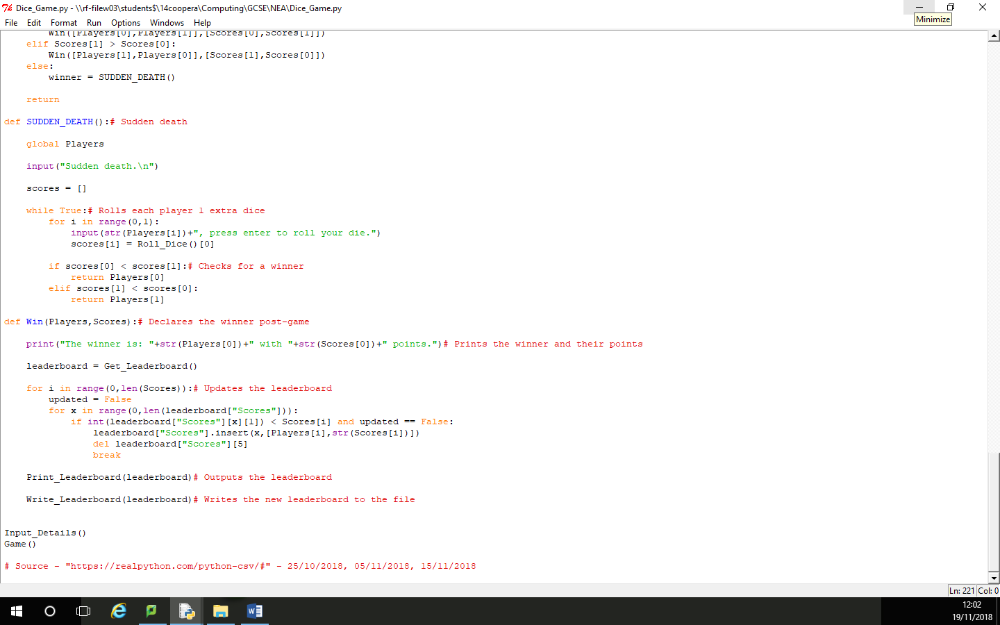 Dice_Game.py - \\rf-filew03\students$\14coopera\Computing\GCSE\NEA\Dice_Game.py
Minimize
File Edit Format Run Options Windows Help
        Win([Players[0],Players[1]],[Scores[0],Scores[1]])
    elif Scores[1] > Scores[0]:
        Win([Players[1],Players[0]],[Scores[1],Scores[0]])
    else:
        winner = SUDDEN_DEATH()
    return
def SUDDEN_DEATH():# Sudden death
    global Players
    input("Sudden death.\n")
    scores = []
    while True:# Rolls each player 1 extra dice
        for i in range(0,1):
            input(str(Players[i])+", press enter to roll your die.")
            scores[i] = Roll_Dice()[0]
        if scores[0] < scores[1]:# Checks for a winner
            return Players[0]
        elif scores[1] < scores[0]:
            return Players[1]
def Win(Players,Scores):# Declares the winner post-game
    print("The winner is: "+str(Players[0])+" with "+str(Scores[0])+" points.")# Prints the winner and their points
    leaderboard = Get_Leaderboard()
    for i in range(0,len(Scores)):# Updates the leaderboard
        updated = False
        for x in range(0,len(leaderboard["Scores"])):
            if int(leaderboard["Scores"][x][1]) < Scores[i] and updated == False:
                leaderboard["Scores"].insert(x,[Players[i],str(Scores[i])])
                del leaderboard["Scores"][5]
                break
    Print_Leaderboard(leaderboard)# Outputs the leaderboard
    Write_Leaderboard(leaderboard)# Writes the new leaderboard to the file
Input_Details()
Game()
# Source - "https://realpython.com/python-csv/#" - 25/10/2018, 05/11/2018, 15/11/2018
Ln: 221 Col: 0
12:02
19/11/2018